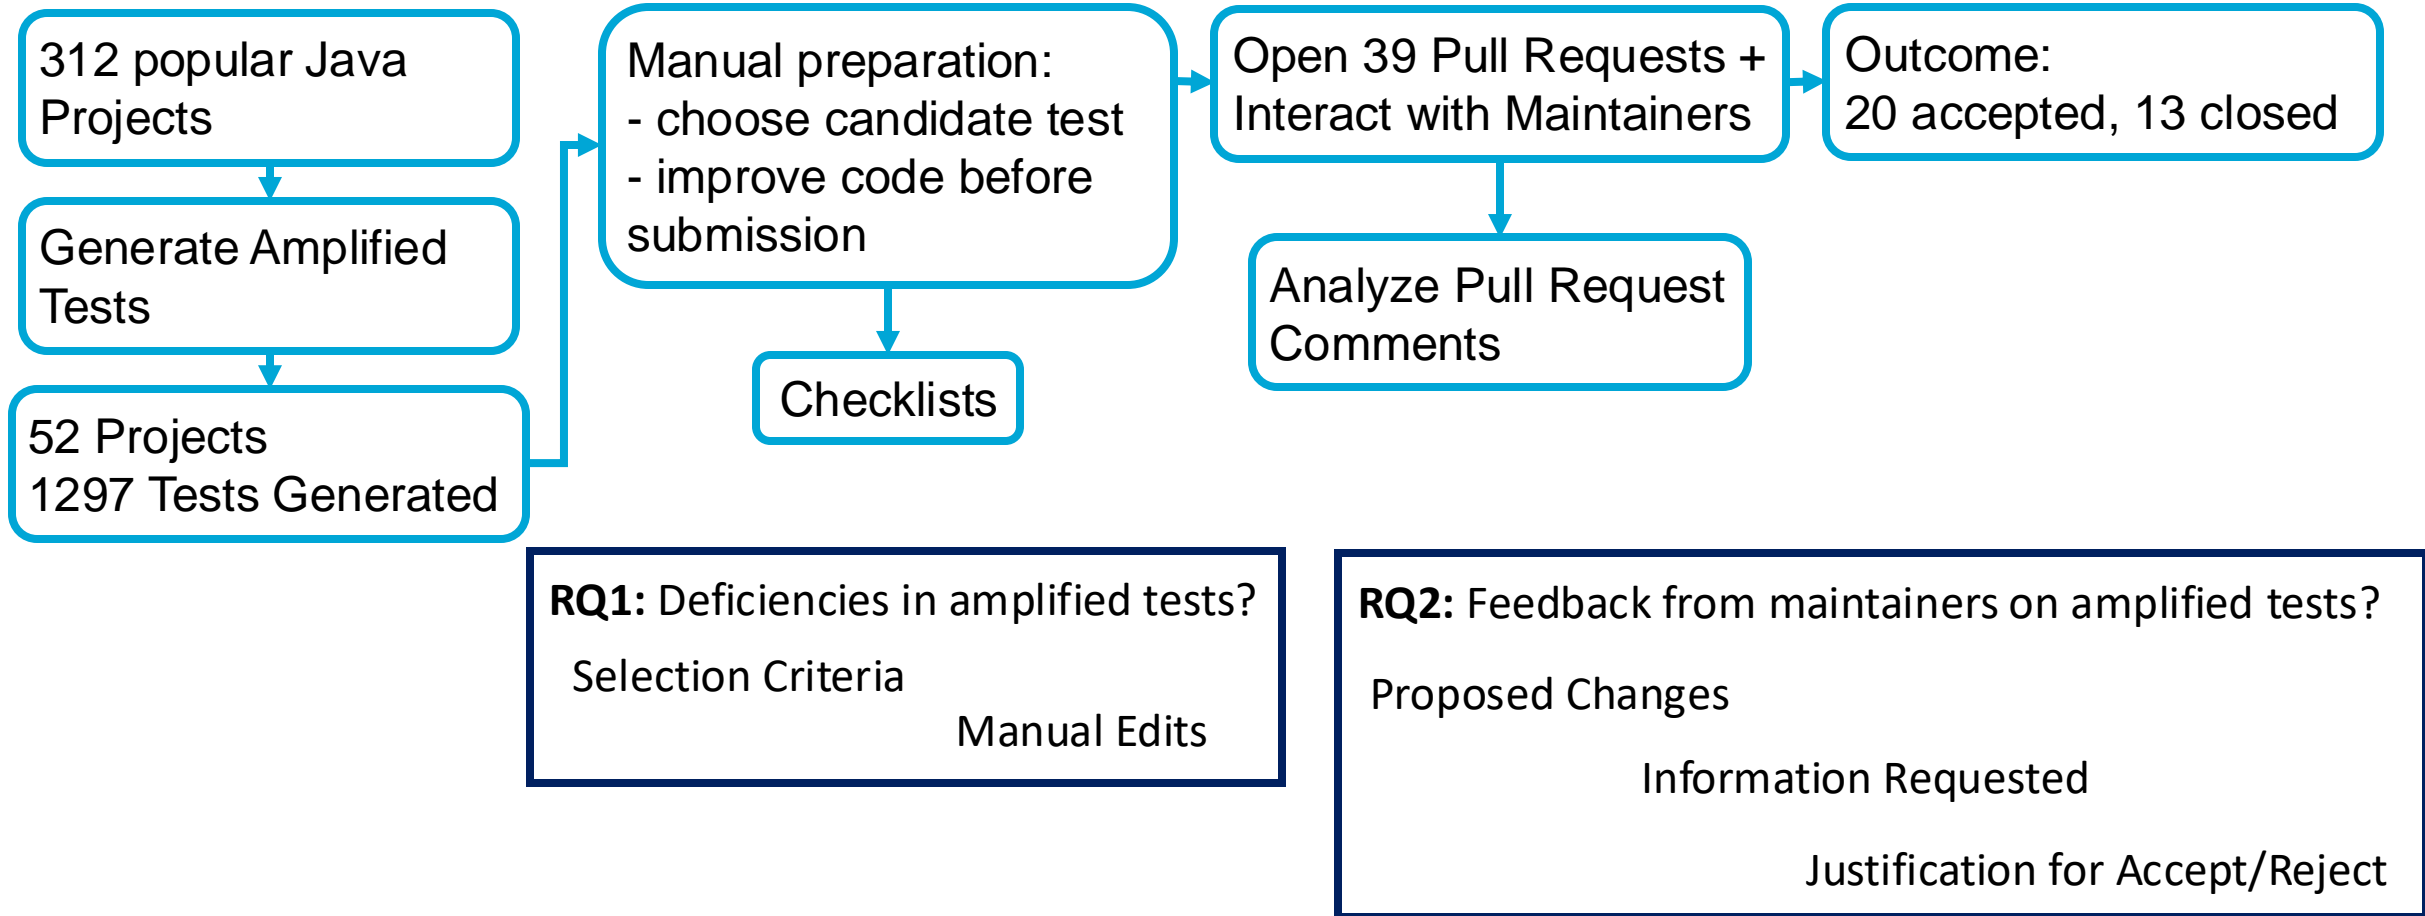 312 popular Java
Projects
Generate Amplified
Tests
52 Projects
1297 Tests Generated
Manual preparation:
- choose candidate test
- improve code before
submission
Checklists
Open 39 Pull Requests +
Interact with Maintainers
Analyze Pull Request
Comments
Outcome:
20 accepted, 13 closed
RQ1: Deficiencies in amplified tests?
Selection Criteria
Manual Edits
RQ2: Feedback from maintainers on amplified tests?
Proposed Changes
Information Requested
Justification for Accept/Reject